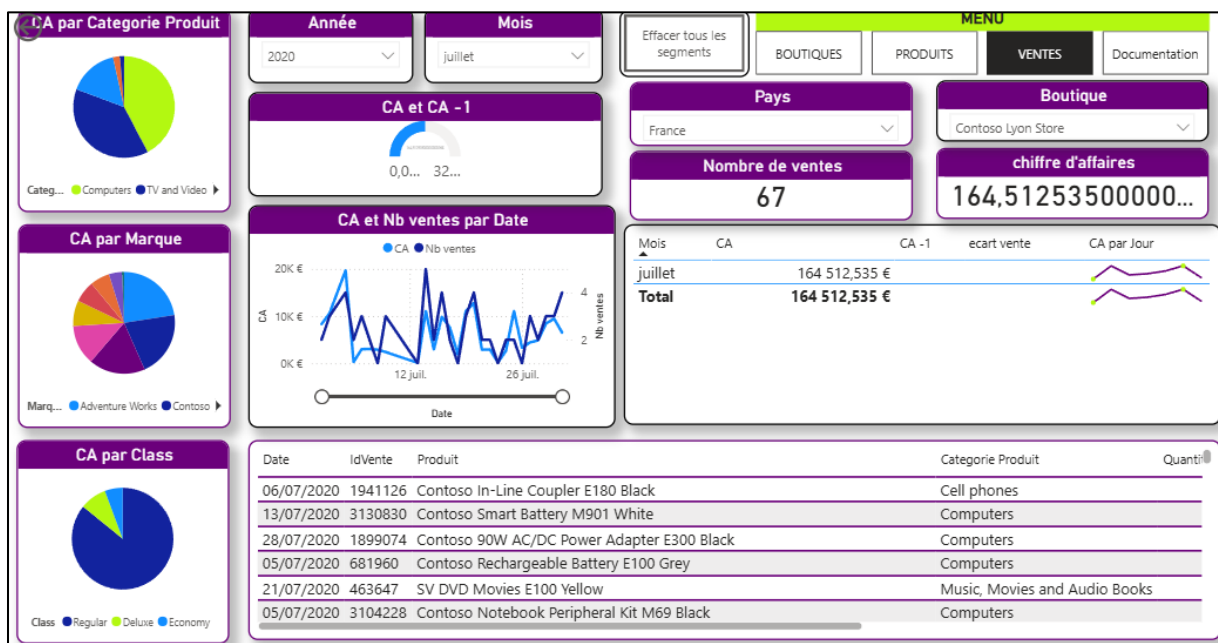 CA par Categorie Produit
Categ... Computers TV and Video
Année
2020
Mois
juillet
Effacer tous les
segments
MENU
BOUTIQUES PRODUITS VENTES Documentation
CA et CA -1
0,0... 32...
Pays
France
Boutique
Contoso Lyon Store
Nombre de ventes
67
chiffre d'affaires
164,51253500000...
CA par Marque
Marq... Adventure Works Contoso
CA et Nb ventes par Date
CA Nb ventes
20K €
10K €
0K €
CA
4
2
Nb ventes
12 juil. 26 juil.
Date
Mois CA CA -1 ecart vente CA par Jour
juillet 164 512,535 €
Total 164 512,535 €
CA par Class
Class Regular Deluxe Economy
Date IdVente Produit Categorie Produit Quantit
06/07/2020 1941126 Contoso In-Line Coupler E180 Black Cell phones
13/07/2020 3130830 Contoso Smart Battery M901 White Computers
28/07/2020 1899074 Contoso 90W AC/DC Power Adapter E300 Black Computers
05/07/2020 681960 Contoso Rechargeable Battery E100 Grey Computers
21/07/2020 463647 SV DVD Movies E100 Yellow Music, Movies and Audio Books
05/07/2020 3104228 Contoso Notebook Peripheral Kit M69 Black Computers